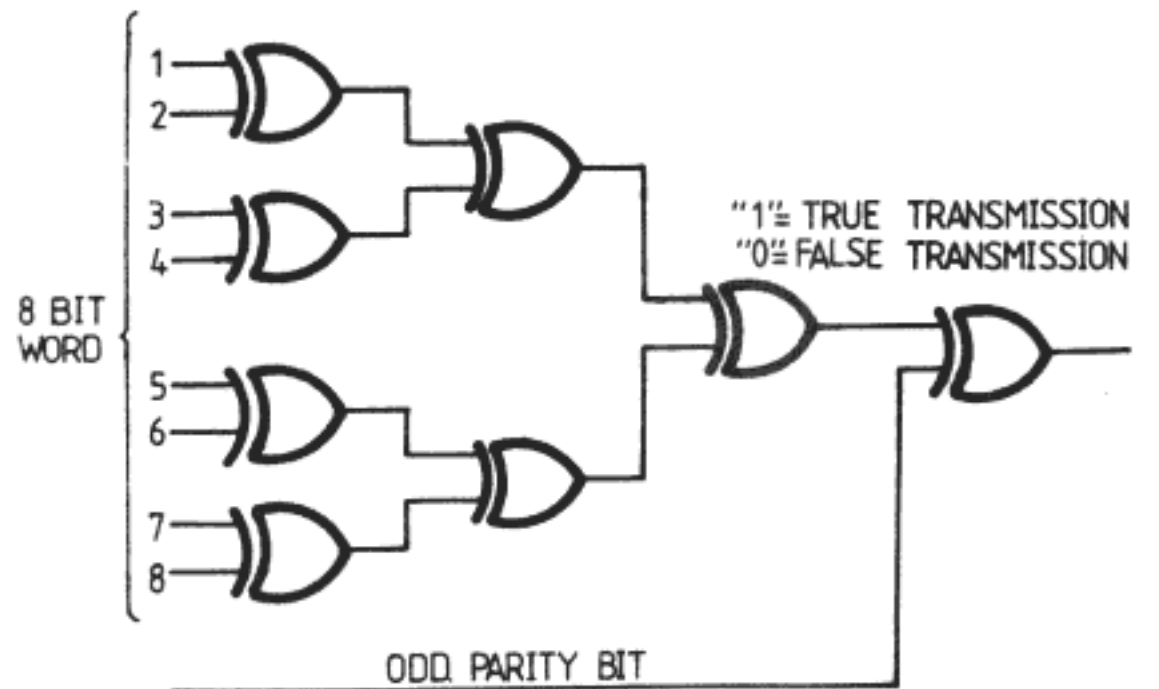 1
2
3
4
"1"= TRUE TRANSMISSION
"0"= FALSE TRANSMISSION
8 BIT
WORD
5
6
7
8
ODD PARITY BIT